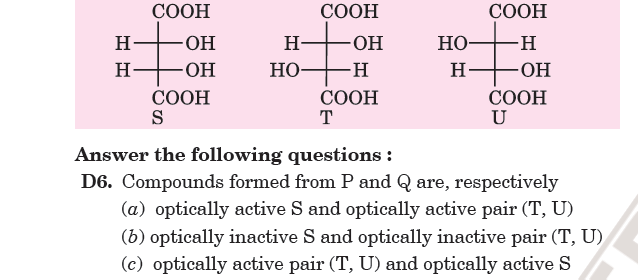 COOH COOH COOH
H OH H OH HO H
H OH HO H H OH
COOH COOH COOH
S T U
Answer the following questions :
D6. Compounds formed from P and Q are, respectively
(a) optically active S and optically active pair (T, U)
(b) optically inactive S and optically inactive pair (T, U)
(c) optically active pair (T, U) and optically active S